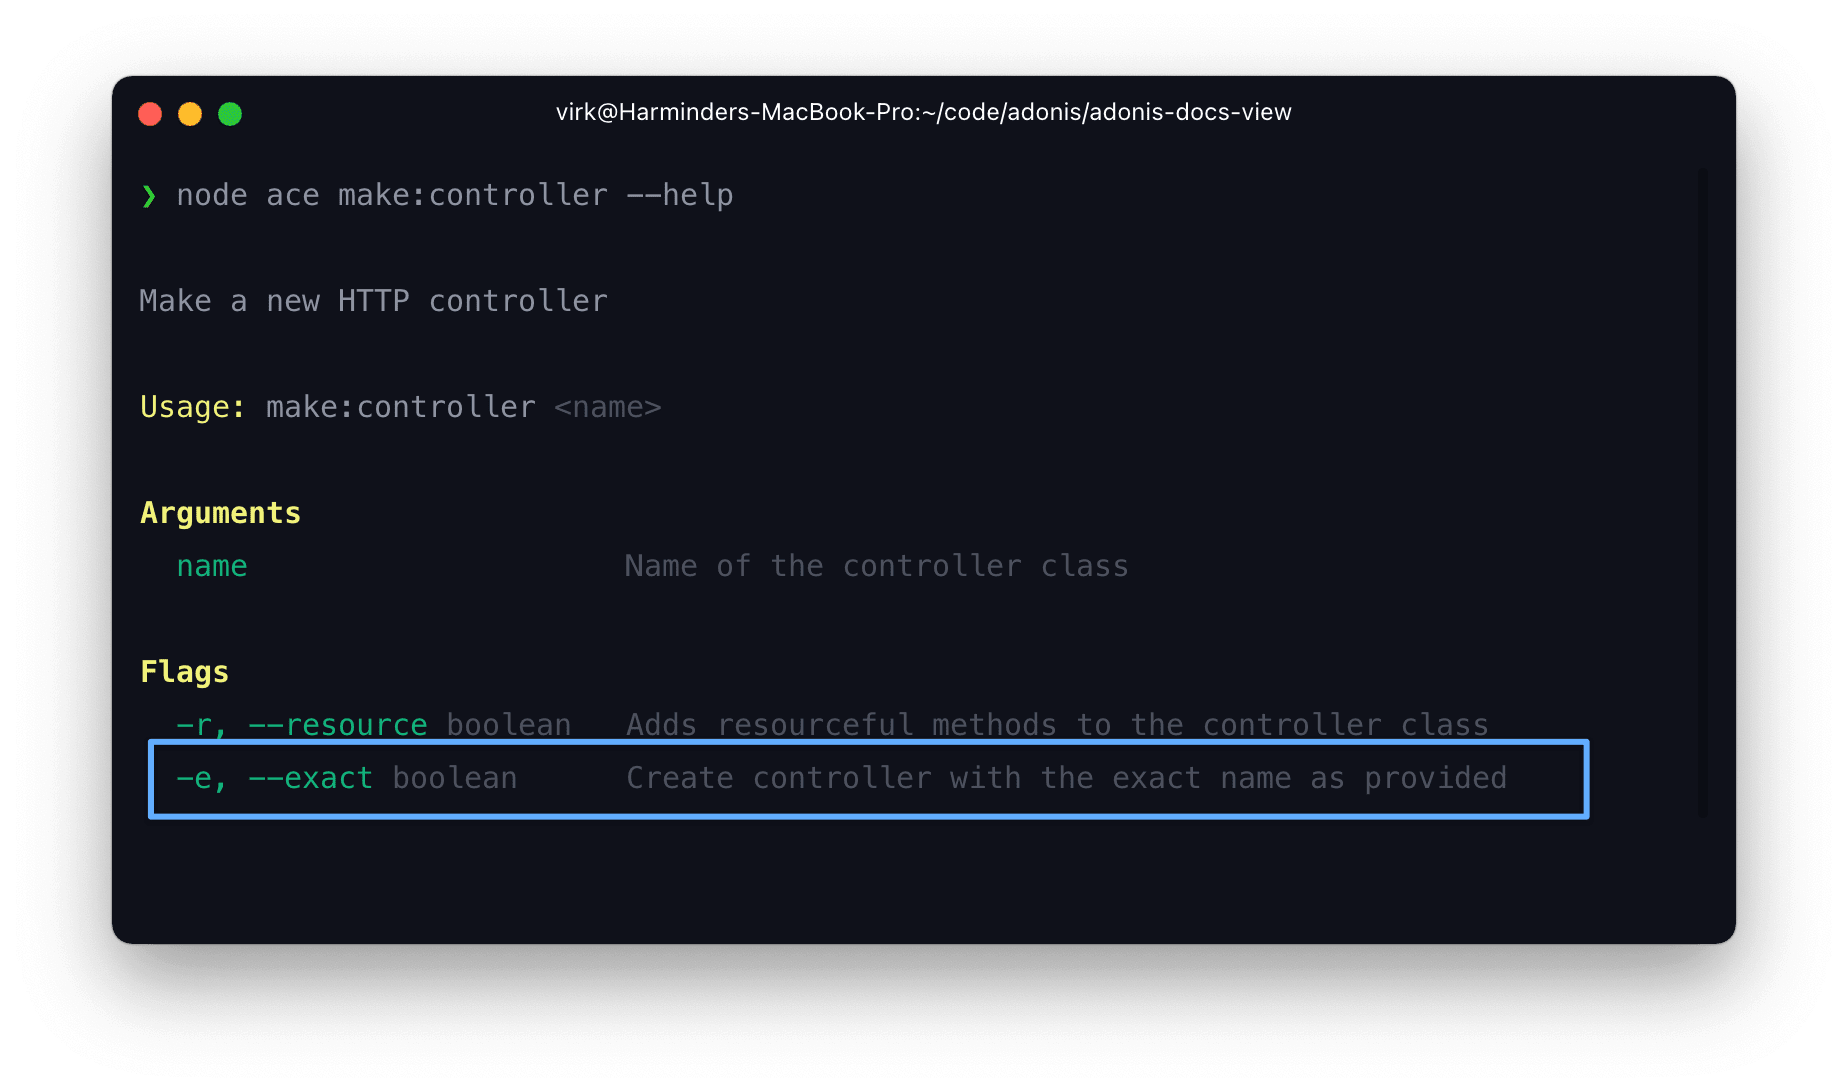 virk@Harminders-MacBook-Pro:~/code/adonis/adonis-docs-view
❯ node ace make:controller --help
Make a new HTTP controller
Usage: make:controller <name>
Arguments
name Name of the controller class
Flags
-r, --resource boolean Adds resourceful methods to the controller class
-e, --exact boolean Create controller with the exact name as provided